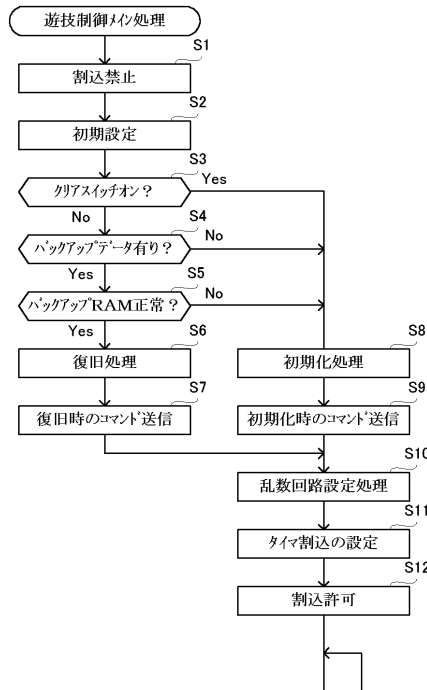 遊技制御ﾒｲﾝ処理
S1
割込禁止
S2
初期設定
S3
ｸﾘｱｽｲｯﾁｵﾝ？
Yes
No
S4
ﾊﾞｯｸｱｯﾌﾟﾃﾞｰﾀ有り？
No
Yes
S5
ﾊﾞｯｸｱｯﾌﾟRAM正常？
No
Yes
S6
復旧処理
S8
初期化処理
S7
復旧時のｺﾏﾝﾄﾞ送信
S9
初期化時のｺﾏﾝﾄﾞ送信
S10
乱数回路設定処理
S11
ﾀｲﾏ割込の設定
S12
割込許可